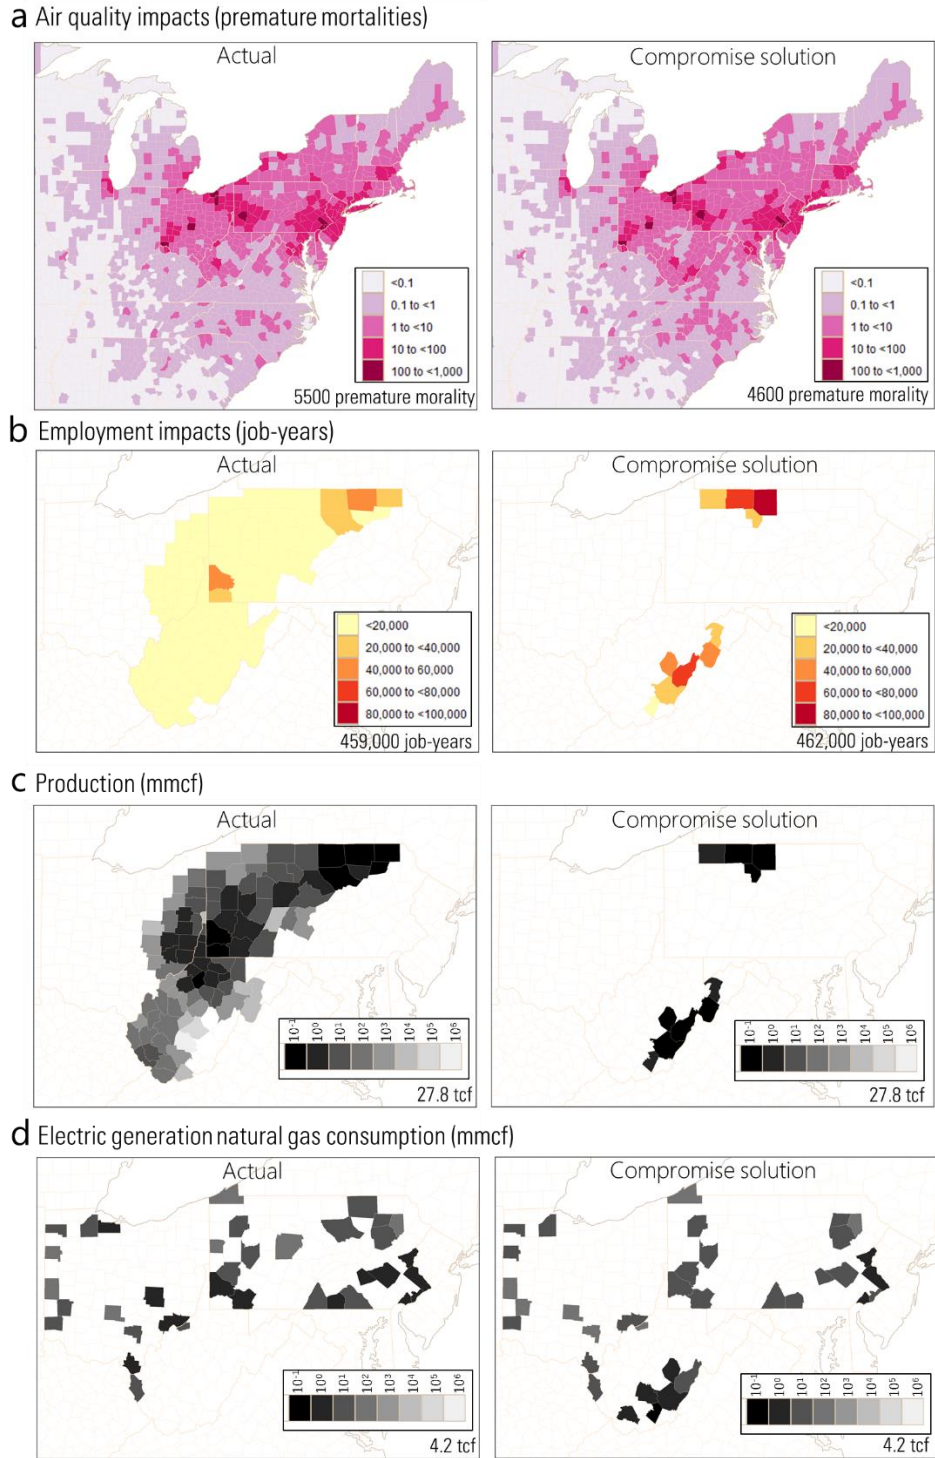 a Air quality impacts (premature mortalities)
Actual
Compromise solution
<0.1
0.1 to <1
1 to <10
10 to <100
100 to <1,000
5500 premature morality
<0.1
0.1 to <1
1 to <10
10 to <100
100 to <1,000
4600 premature morality
b Employment impacts (job-years)
Actual
Compromise solution
<20,000
20,000 to <40,000
40,000 to 60,000
60,000 to <80,000
80,000 to <100,000
459,000 job-years
<20,000
20,000 to <40,000
40,000 to 60,000
60,000 to <80,000
80,000 to <100,000
462,000 job-years
c Production (mmcf)
Actual
Compromise solution
10⁻¹ 10⁰ 10¹ 10² 10³ 10⁴ 10⁵ 10⁶
27.8 tcf
10⁻¹ 10⁰ 10¹ 10² 10³ 10⁴ 10⁵ 10⁶
27.8 tcf
d Electric generation natural gas consumption (mmcf)
Actual
Compromise solution
10⁻¹ 10⁰ 10¹ 10² 10³ 10⁴ 10⁵ 10⁶
4.2 tcf
10⁻¹ 10⁰ 10¹ 10² 10³ 10⁴ 10⁵ 10⁶
4.2 tcf